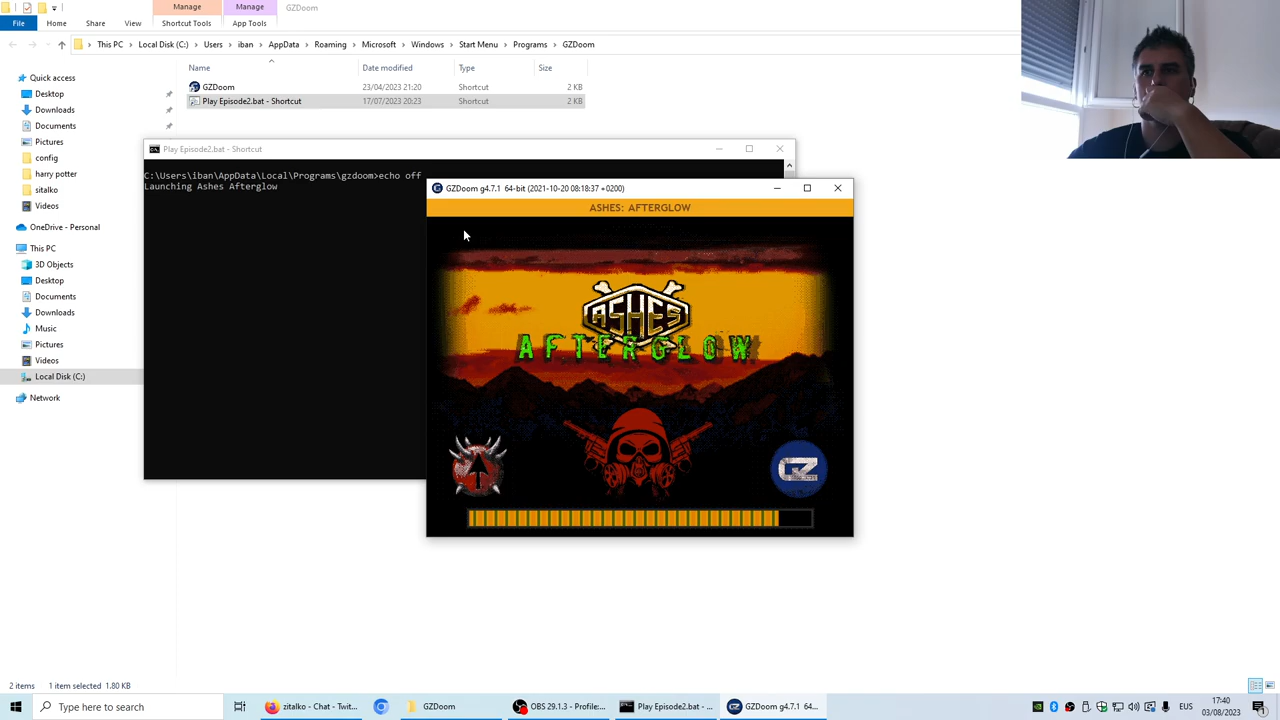 Manage
Manage
GZDoom
File
Home
Share
View
Shortcut Tools
App Tools
This PC
Local Disk (C:)
Users
iban
AppData
Roaming
Microsoft
Windows
Start Menu
Programs
GZDoom
Name
Date modified
Type
Size
Quick access
Desktop
Downloads
Documents
Pictures
config
harry potter
sitalko
Videos
OneDrive - Personal
This PC
3D Objects
Desktop
Documents
Downloads
Music
Pictures
Videos
Local Disk (C:)
Network
GZDoom 23/04/2023 21:20 Shortcut 2 KB
Play Episode2.bat - Shortcut 17/07/2023 20:23 Shortcut 2 KB
Play Episode2.bat - Shortcut
C:\Users\iban\AppData\Local\Programs\gzdoom>echo off
Launching Ashes Afterglow
GZDoom g4.7.1 64-bit (2021-10-20 08:18:37 +0200)
ASHES: AFTERGLOW
ASHES
AFTERGLOW
GZ
2 items
1 item selected 1.80 KB
Type here to search
zitalko - Chat - Twit...
GZDoom
OBS 29.1.3 - Profile:...
Play Episode2.bat - ...
GZDoom g4.7.1 64...
EUS
17:40
03/08/2023
1